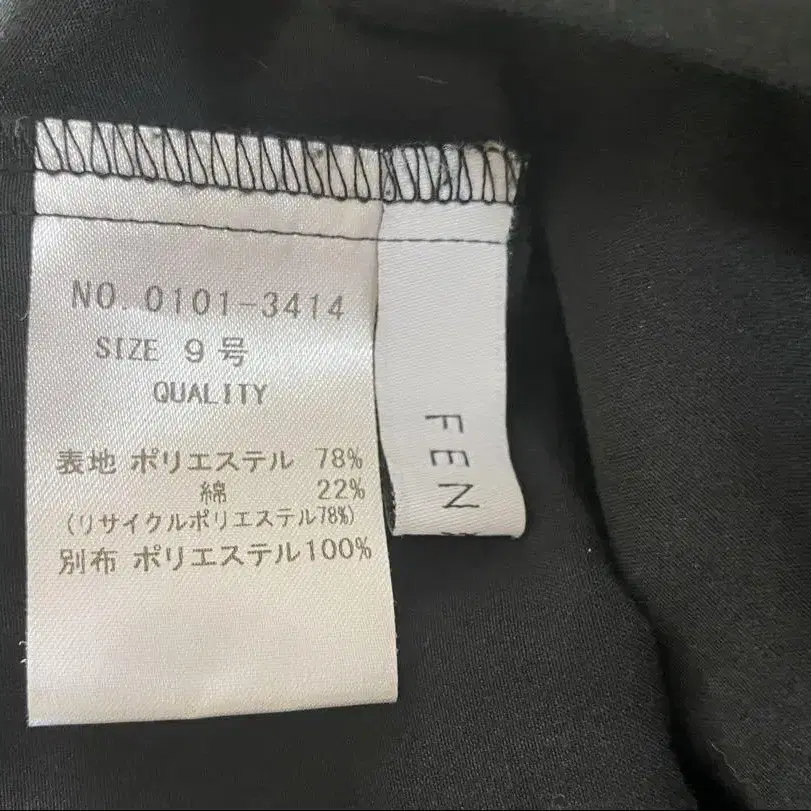 NO. 0101-3414
SIZE 9号
QUALITY
表地 ポリエステル 78%
綿 22%
(リサイクルポリエステル78%)
別布 ポリエステル100%
FEN